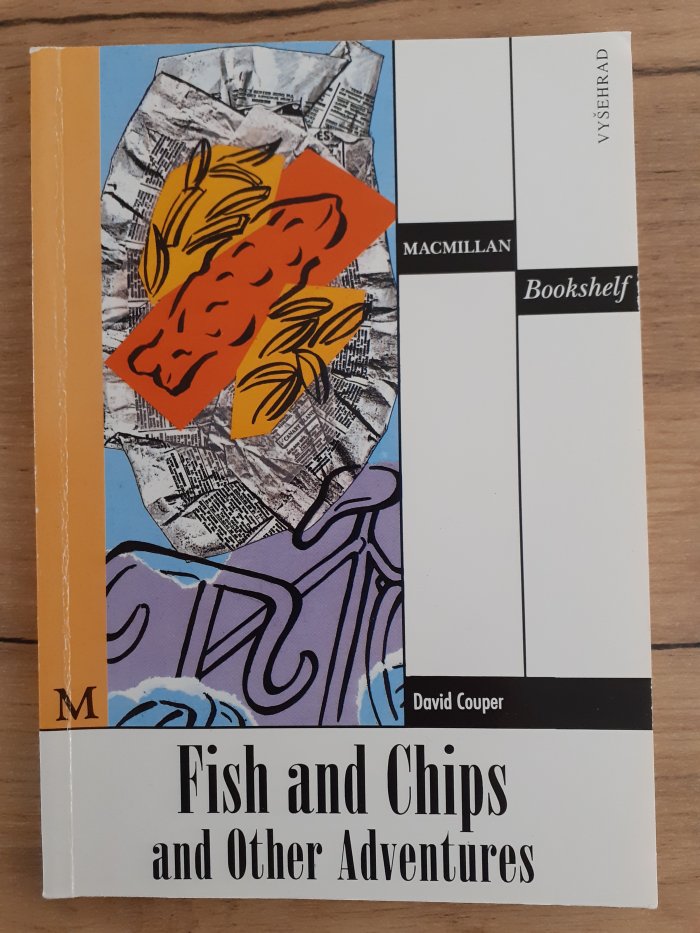 VYŠEHRAD
MACMILLAN
Bookshelf
M
David Couper
Fish and Chips
and Other Adventures